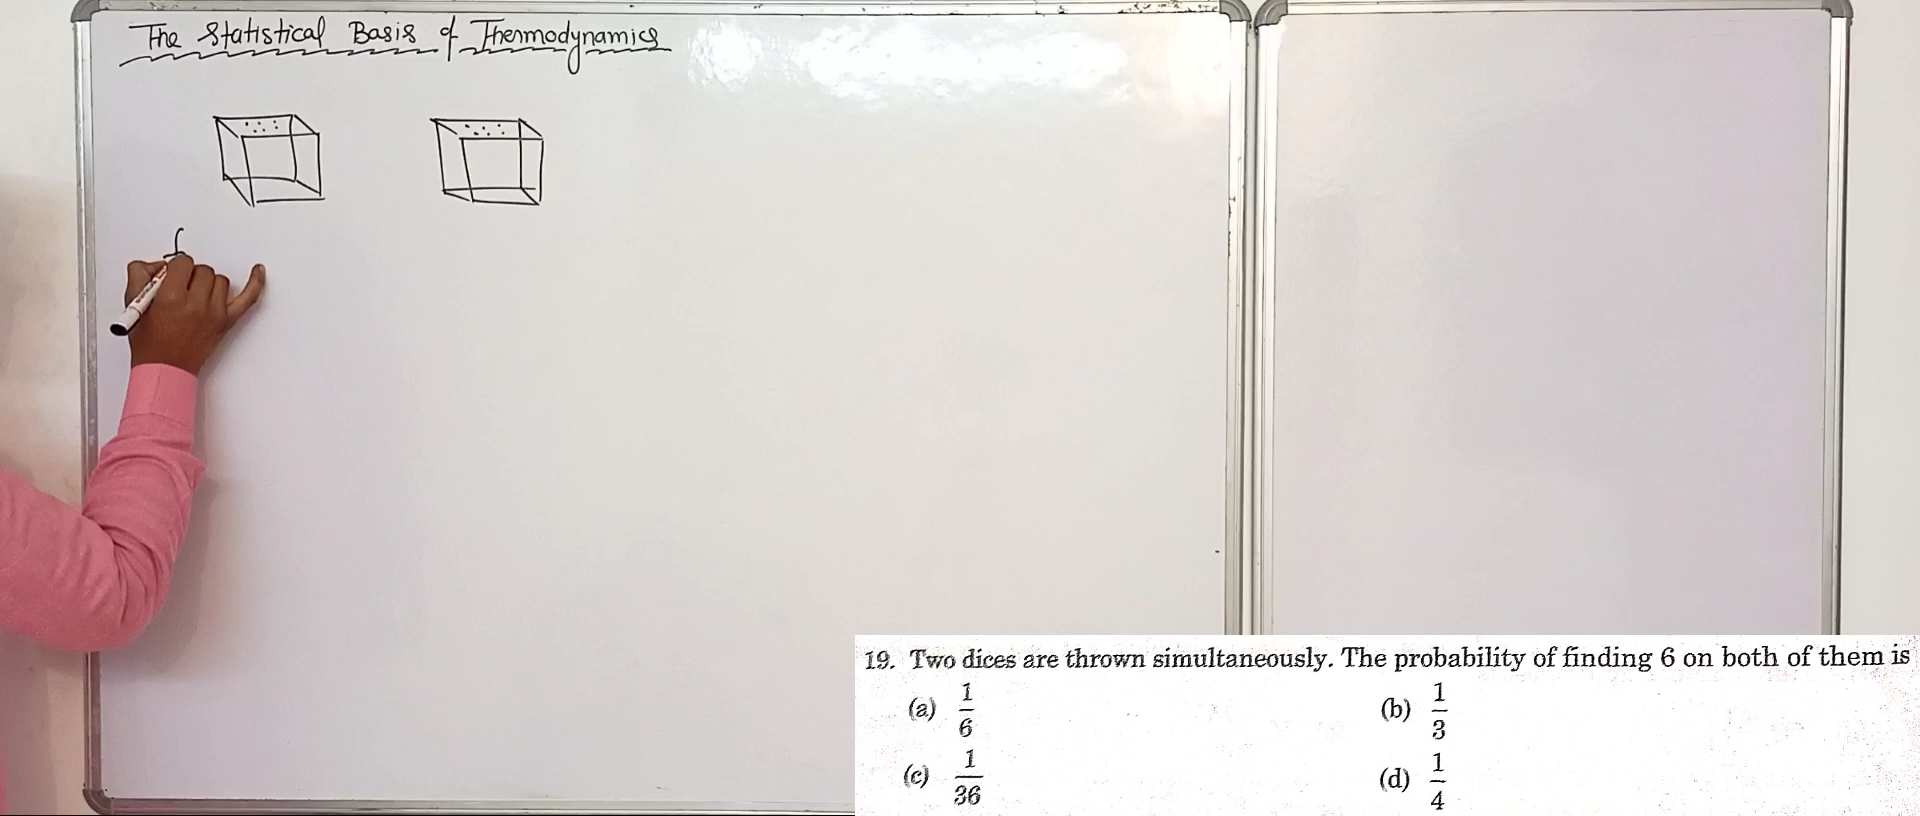 The Statistical Basis of Thermodynamics
19. Two dices are thrown simultaneously. The probability of finding 6 on both of them is
(a) 1/6 (b) 1/3
(c) 1/36 (d) 1/4